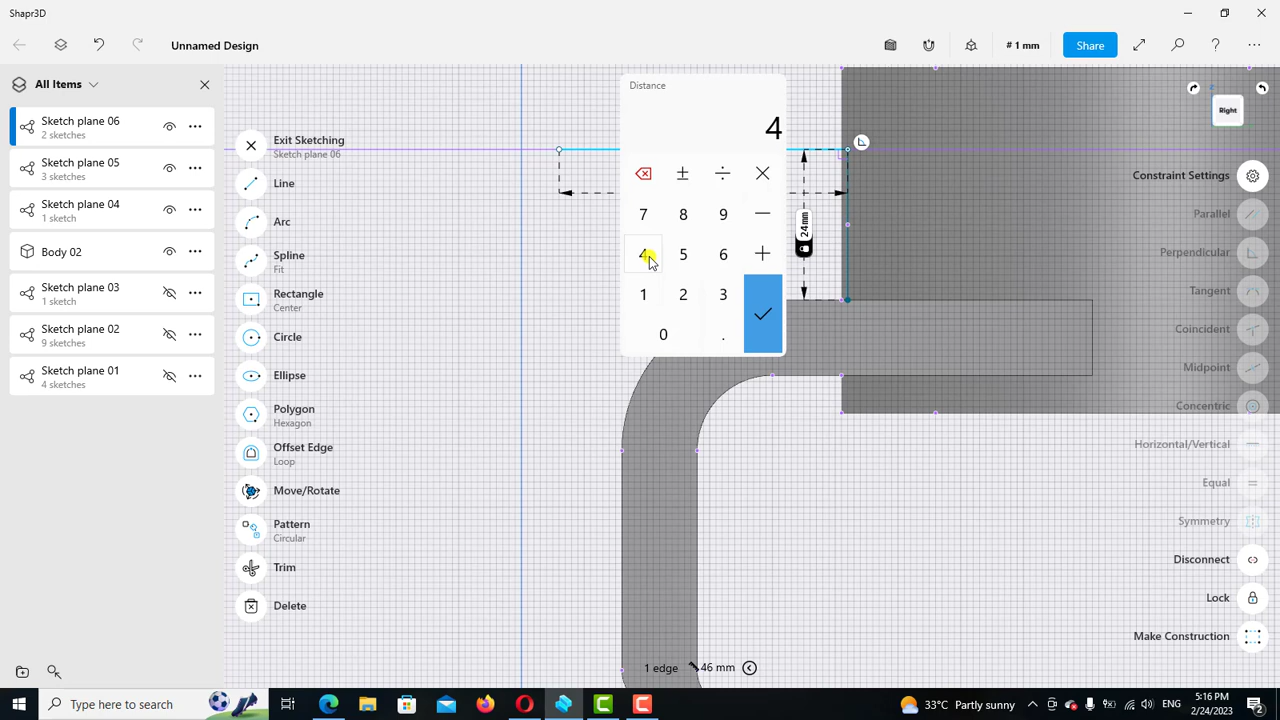 Shapr3D
Unnamed Design
# 1 mm
Share
All Items
Sketch plane 06
2 sketches
Sketch plane 05
3 sketches
Sketch plane 04
1 sketch
Body 02
Sketch plane 03
1 sketch
Sketch plane 02
9 sketches
Sketch plane 01
4 sketches
Exit Sketching
Sketch plane 06
Line
Arc
Spline
Fit
Rectangle
Center
Circle
Ellipse
Polygon
Hexagon
Offset Edge
Loop
Move/Rotate
Pattern
Circular
Trim
Delete
Distance
4
7 8 9
4 5 6
1 2 3
0 .
24mm
Right
Constraint Settings
Parallel
Perpendicular
Tangent
Coincident
Midpoint
Concentric
Horizontal/Vertical
Equal
Symmetry
Disconnect
Lock
Make Construction
1 edge 46 mm
Type here to search
33°C Partly sunny
5:16 PM
2/24/2023